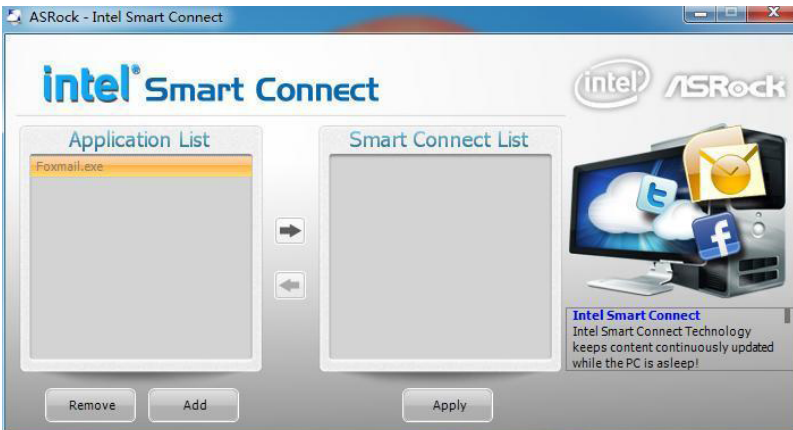 ASRock - Intel Smart Connect
intel® Smart Connect
intel® ASRock
Application List
Foxmail.exe
Smart Connect List
Intel Smart Connect
Intel Smart Connect Technology
keeps content continuously updated
while the PC is asleep!
Remove
Add
Apply